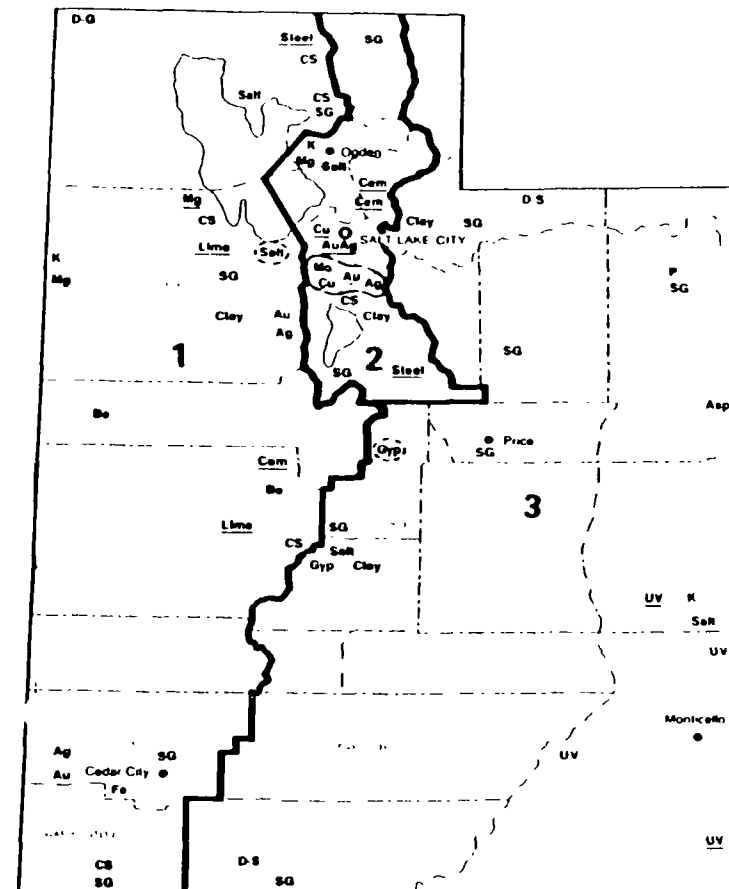 D-G
Steel
SG
CS
Salt
CS
SG
K
Ogden
Mg
Salt
Cem
Mg
Cem
D-S
CS
Clay
SG
Cu
SALT LAKE CITY
Lime
Salt
AuAg
K
Mg
SG
Mo
Au
Cu
Ag
P
SG
CS
Clay
Au
Ag
1
2
SG
SG
Steel
Be
Asp
Price
SG
Gyp
Cem
Be
3
Lime
SG
CS
Salt
Gyp
Clay
UV
K
Salt
UV
Monticello
Ag
SG
UV
Au
Cedar City
Fe
UV
CS
D-S
SG
SG